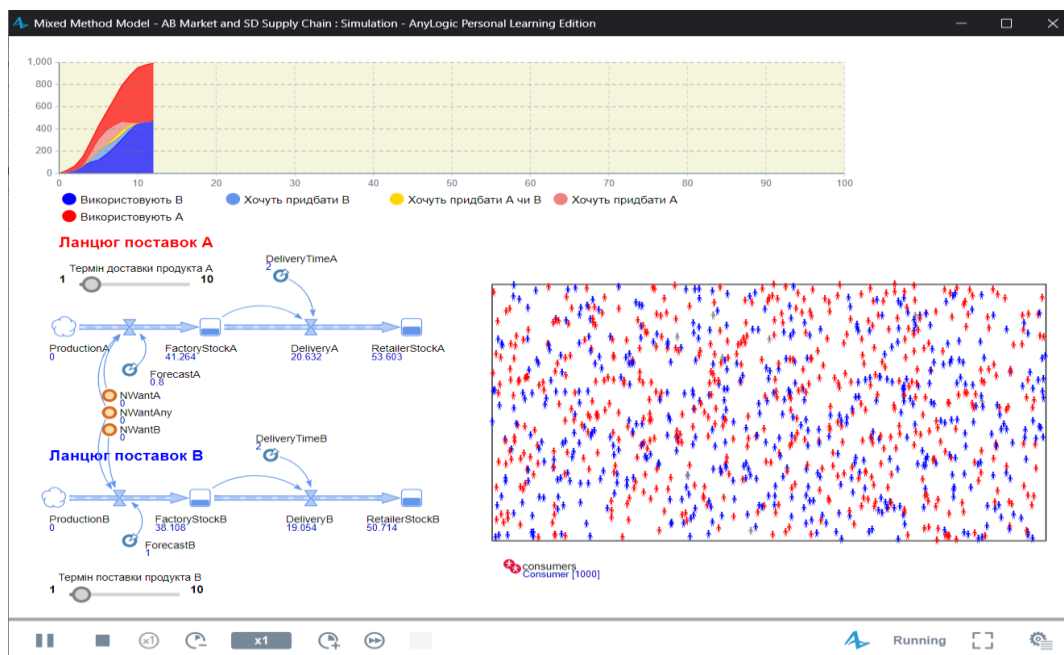 Mixed Method Model - AB Market and SD Supply Chain : Simulation - AnyLogic Personal Learning Edition
1,000
800
600
400
200
0
0 10 20 30 40 50 60 70 80 90 100
Використовують B Хочуть придбати B Хочуть придбати A чи B Хочуть придбати A
Використовують A
Ланцюг поставок A
Термін доставки продукта A
1 10
DeliveryTimeA
2
ProductionA
0
FactoryStockA
41.264
DeliveryA
20.632
RetailerStockA
53.603
ForecastA
0.8
NWantA
0
NWantAny
0
NWantB
0
Ланцюг поставок B
DeliveryTimeB
2
ProductionB
0
FactoryStockB
38.108
DeliveryB
19.054
RetailerStockB
50.714
ForecastB
1
Термін поставки продукта B
1 10
consumers
Consumer [1000]
x1 x1 Running